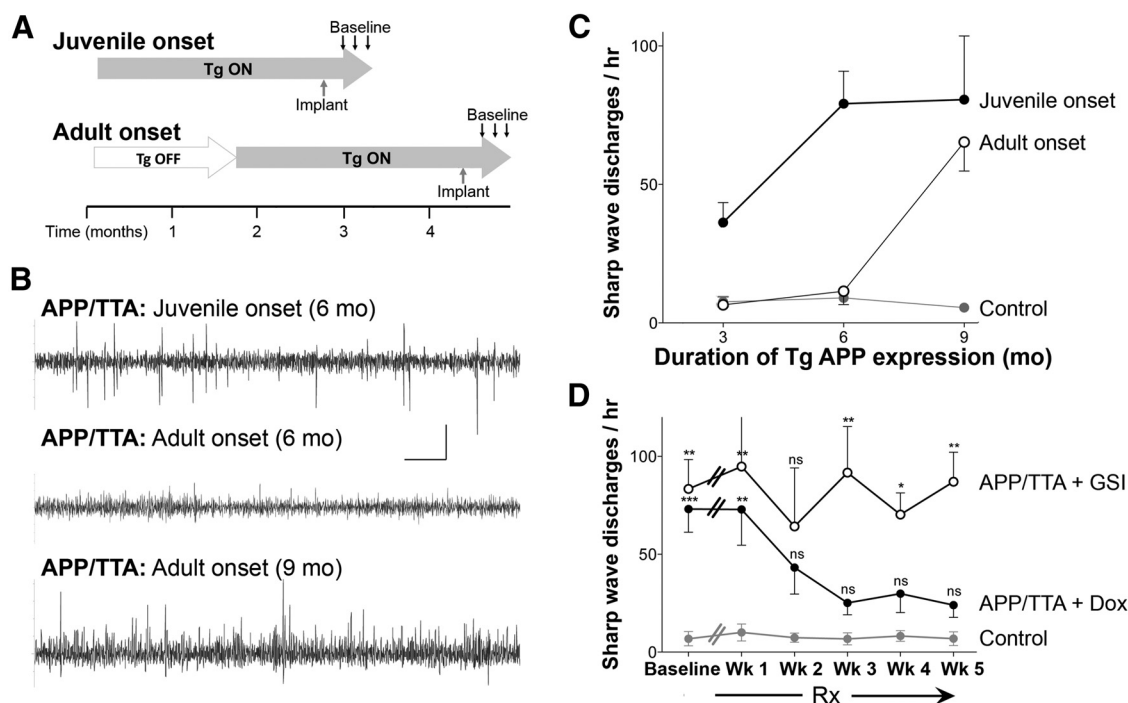 A
Juvenile onset
Baseline
Tg ON
Implant
Adult onset
Baseline
Tg OFF
Tg ON
Implant
Time (months) 1 2 3 4
B
APP/TTA: Juvenile onset (6 mo)
APP/TTA: Adult onset (6 mo)
APP/TTA: Adult onset (9 mo)
C
Sharp wave discharges / hr
100
50
0
Juvenile onset
Adult onset
Control
3 6 9
Duration of Tg APP expression (mo)
D
Sharp wave discharges / hr
100
50
0
** ** ns ** * **
*** ** ns ns ns ns
APP/TTA + GSI
APP/TTA + Dox
Control
Baseline Wk 1 Wk 2 Wk 3 Wk 4 Wk 5
Rx